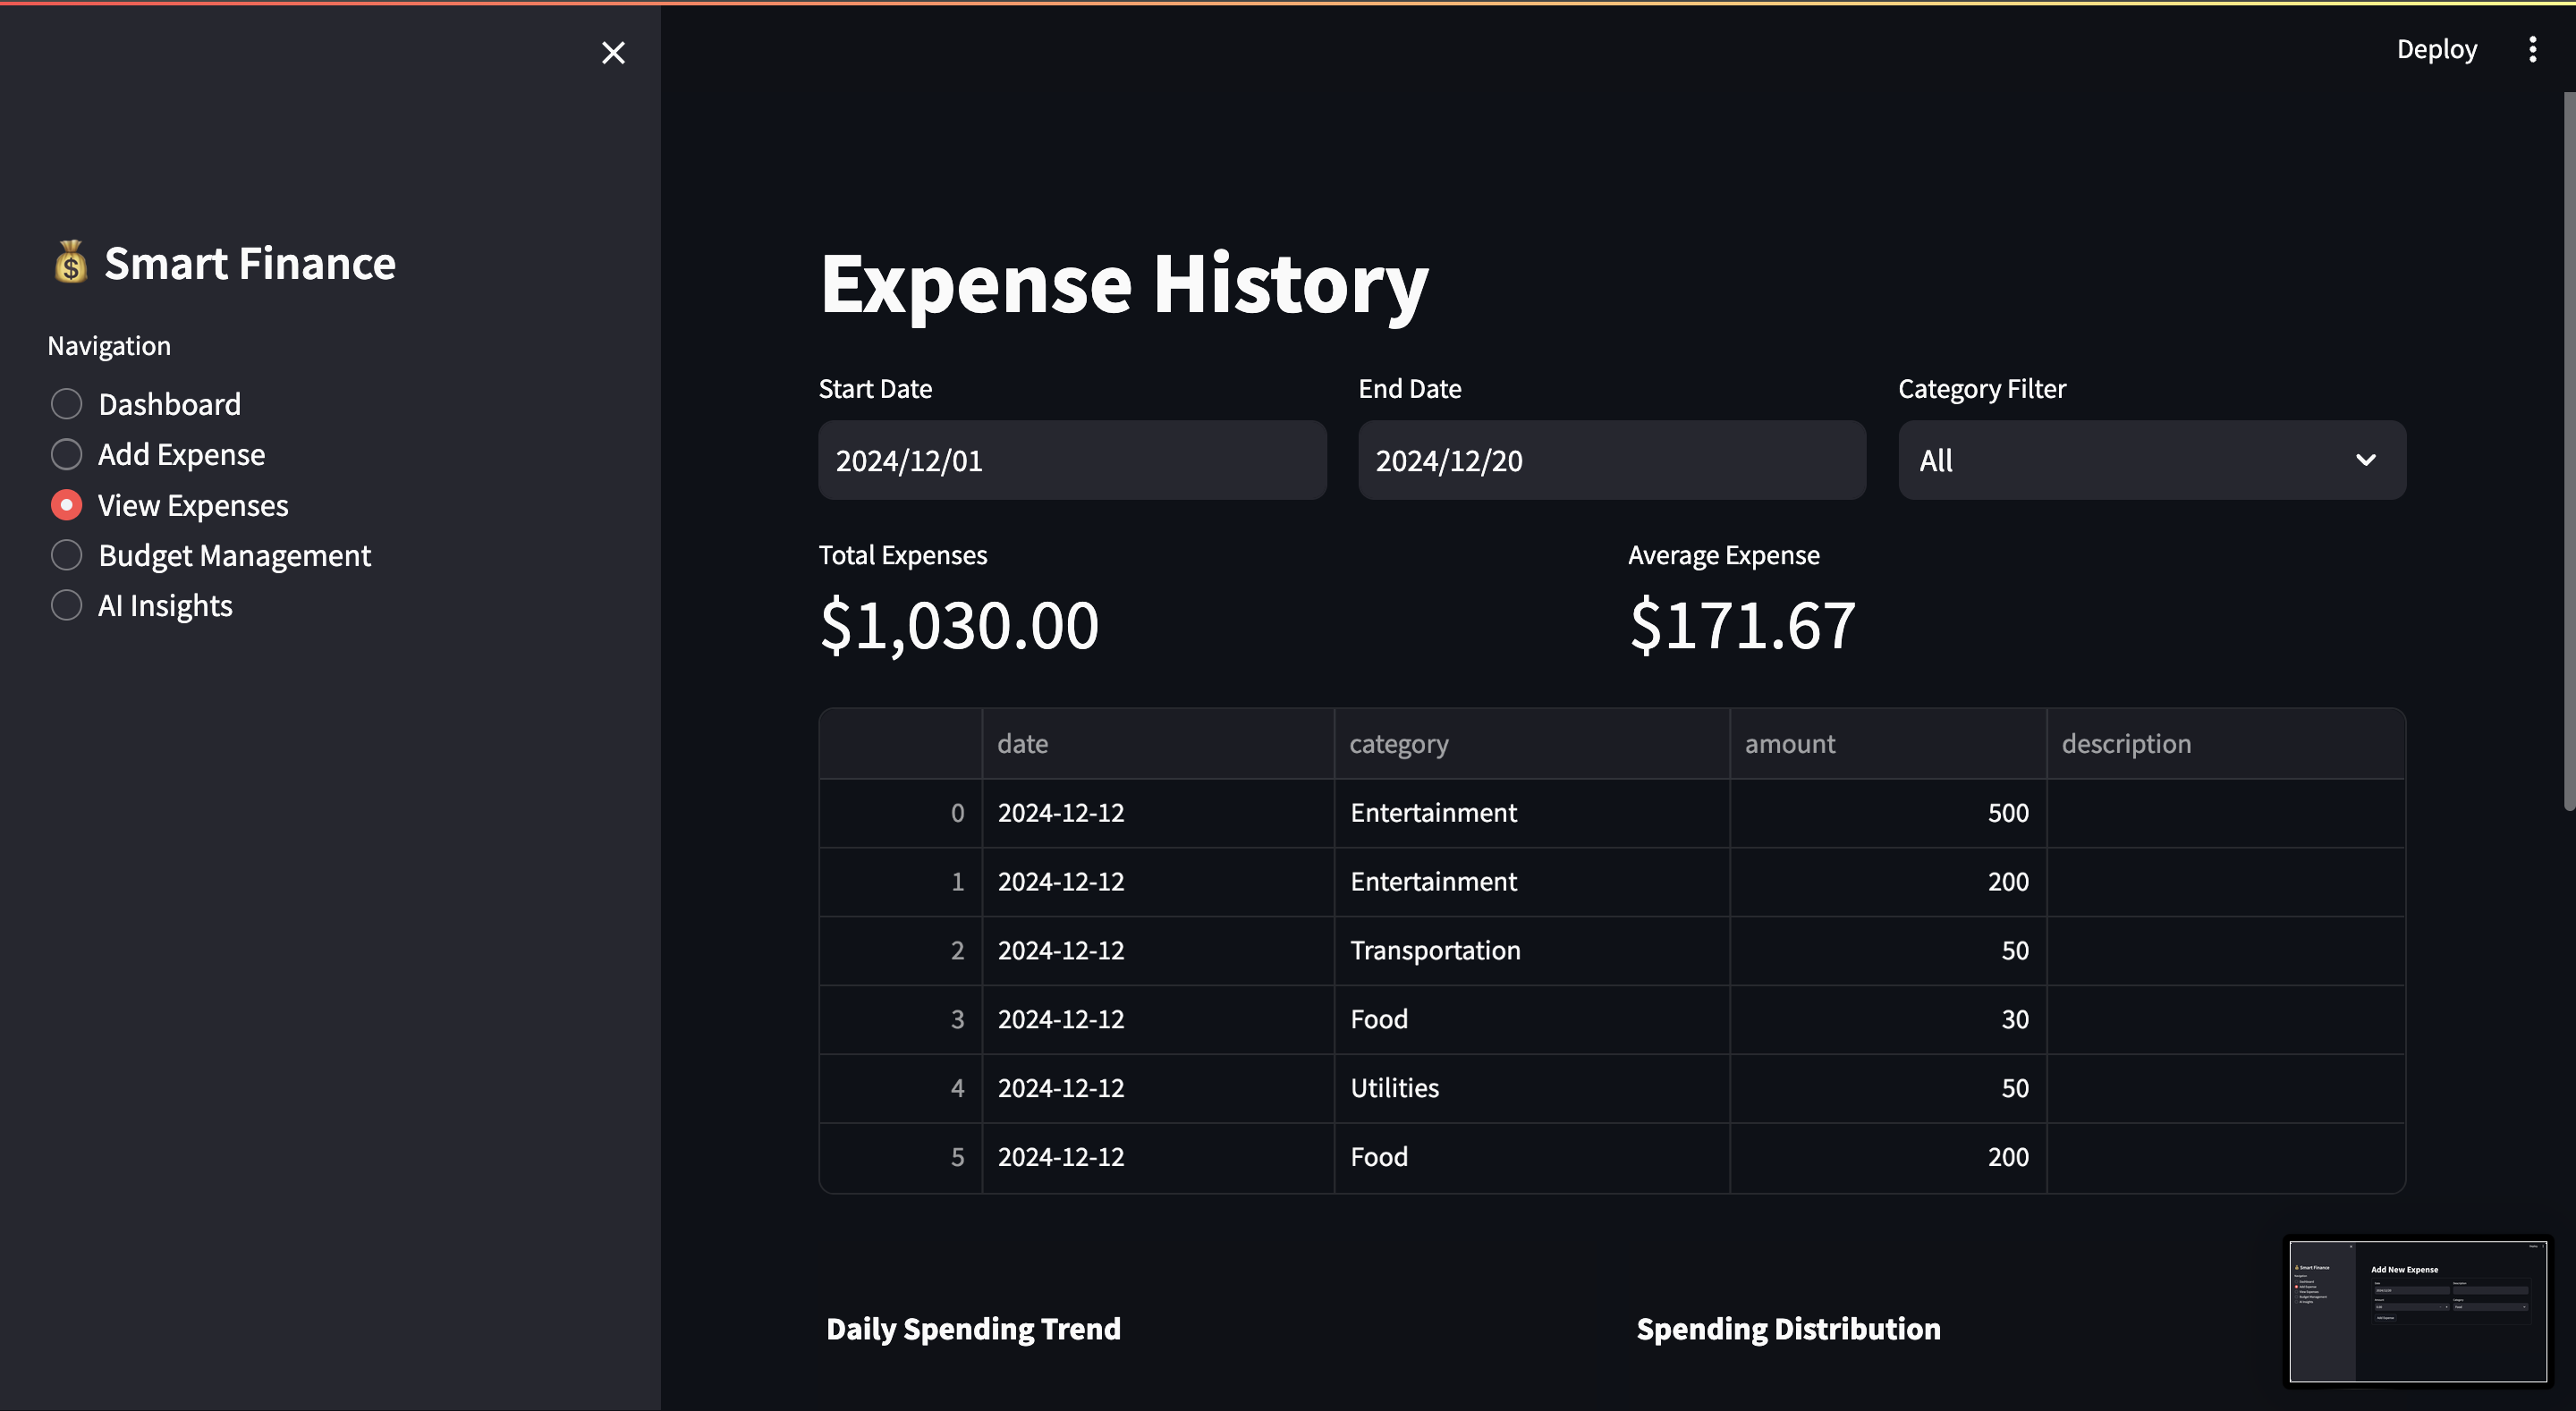 Deploy
💰 Smart Finance
Navigation
Dashboard
Add Expense
View Expenses
Budget Management
AI Insights
Expense History
Start Date End Date Category Filter
2024/12/01 2024/12/20 All
Total Expenses Average Expense
$1,030.00 $171.67
date category amount description
0 2024-12-12 Entertainment 500
1 2024-12-12 Entertainment 200
2 2024-12-12 Transportation 50
3 2024-12-12 Food 30
4 2024-12-12 Utilities 50
5 2024-12-12 Food 200
Daily Spending Trend Spending Distribution
Smart Finance
Add New Expense